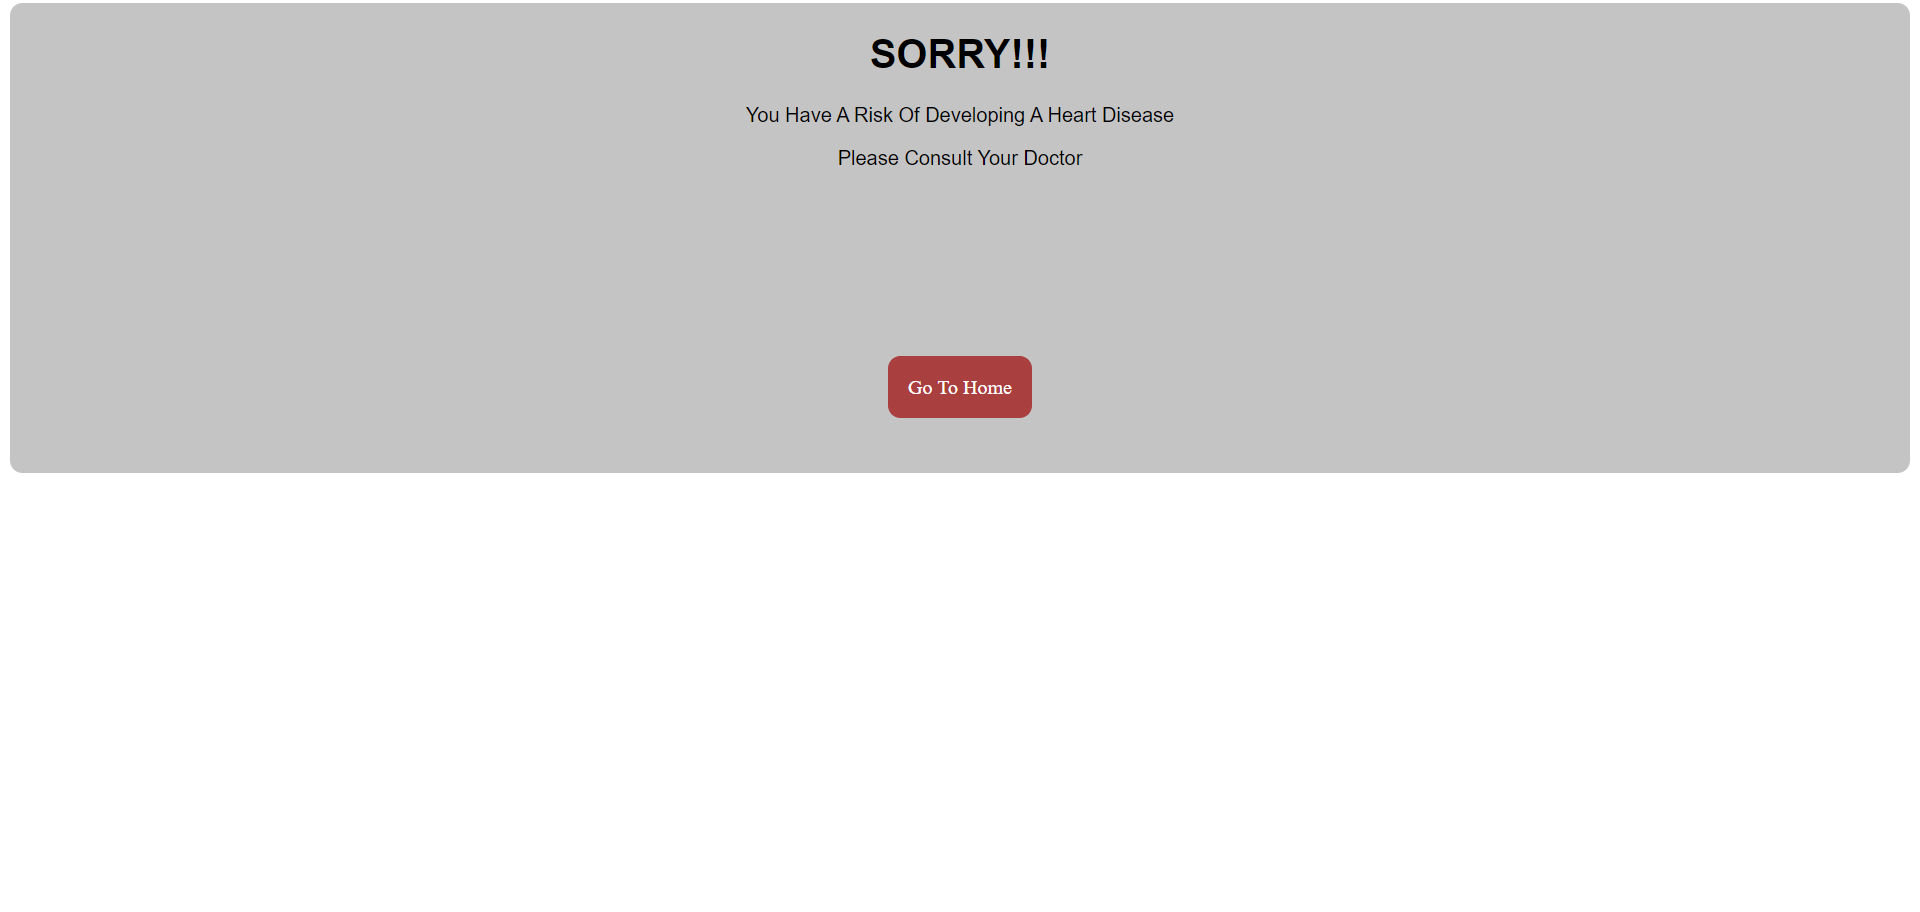 SORRY!!!
You Have A Risk Of Developing A Heart Disease
Please Consult Your Doctor
Go To Home